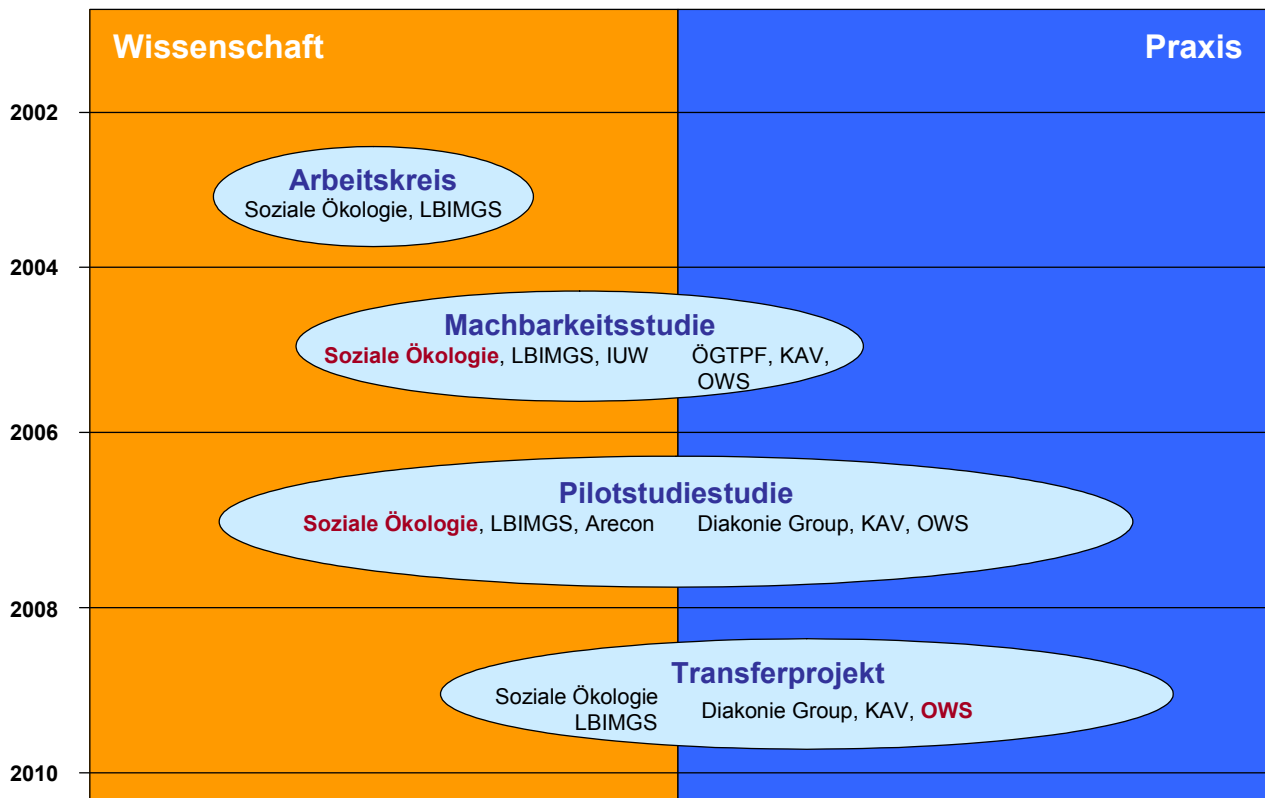 Wissenschaft
Praxis
2002
Arbeitskreis
Soziale Ökologie, LBIMGS
2004
Machbarkeitsstudie
Soziale Ökologie, LBIMGS, IUW
ÖGTPF, KAV,
OWS
2006
Pilotstudiestudie
Soziale Ökologie, LBIMGS, Arecon
Diakonie Group, KAV, OWS
2008
Transferprojekt
Soziale Ökologie
LBIMGS
Diakonie Group, KAV, OWS
2010